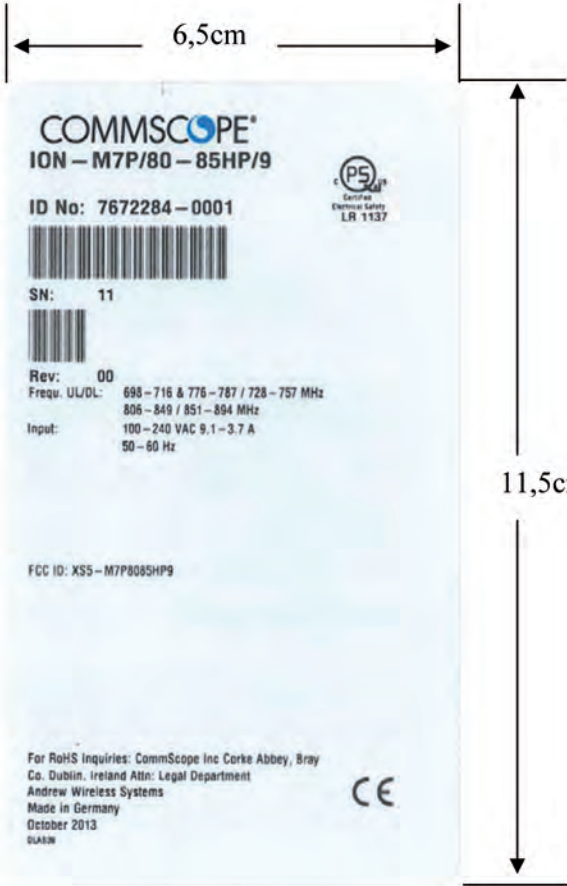 6,5cm
COMMSCOPE®
ION – M7P/80 – 85HP/9
ID No: 7672284 – 0001
C PS US
Certified
Electrical Safety
LR 1137
SN: 11
Rev: 00
Frequ. UL/DL: 698 – 716 & 776 – 787 / 728 – 757 MHz
806 – 849 / 851 – 894 MHz
Input: 100 – 240 VAC 9.1 – 3.7 A
50 – 60 Hz
11,5c
FCC ID: XS5 – M7P8085HP9
For RoHS Inquiries: CommScope Inc Corke Abbey, Bray
Co. Dublin, Ireland Attn: Legal Department
Andrew Wireless Systems
Made in Germany
October 2013
CE